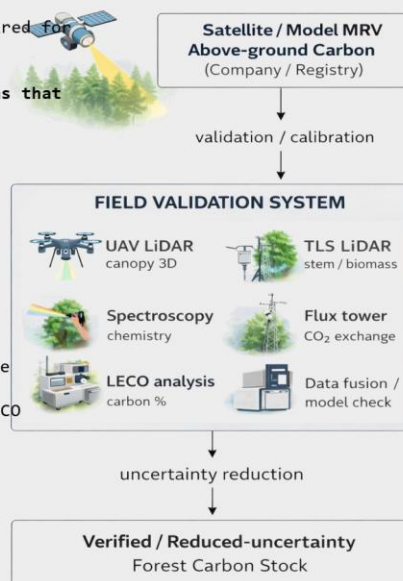 red for
s that
e
CO
Satellite / Model MRV
Above-ground Carbon
(Company / Registry)
validation / calibration
FIELD VALIDATION SYSTEM
UAV LiDAR
canopy 3D
TLS LiDAR
stem / biomass
Spectroscopy
chemistry
Flux tower
CO₂ exchange
LECO analysis
carbon %
Data fusion /
model check
uncertainty reduction
Verified / Reduced-uncertainty
Forest Carbon Stock